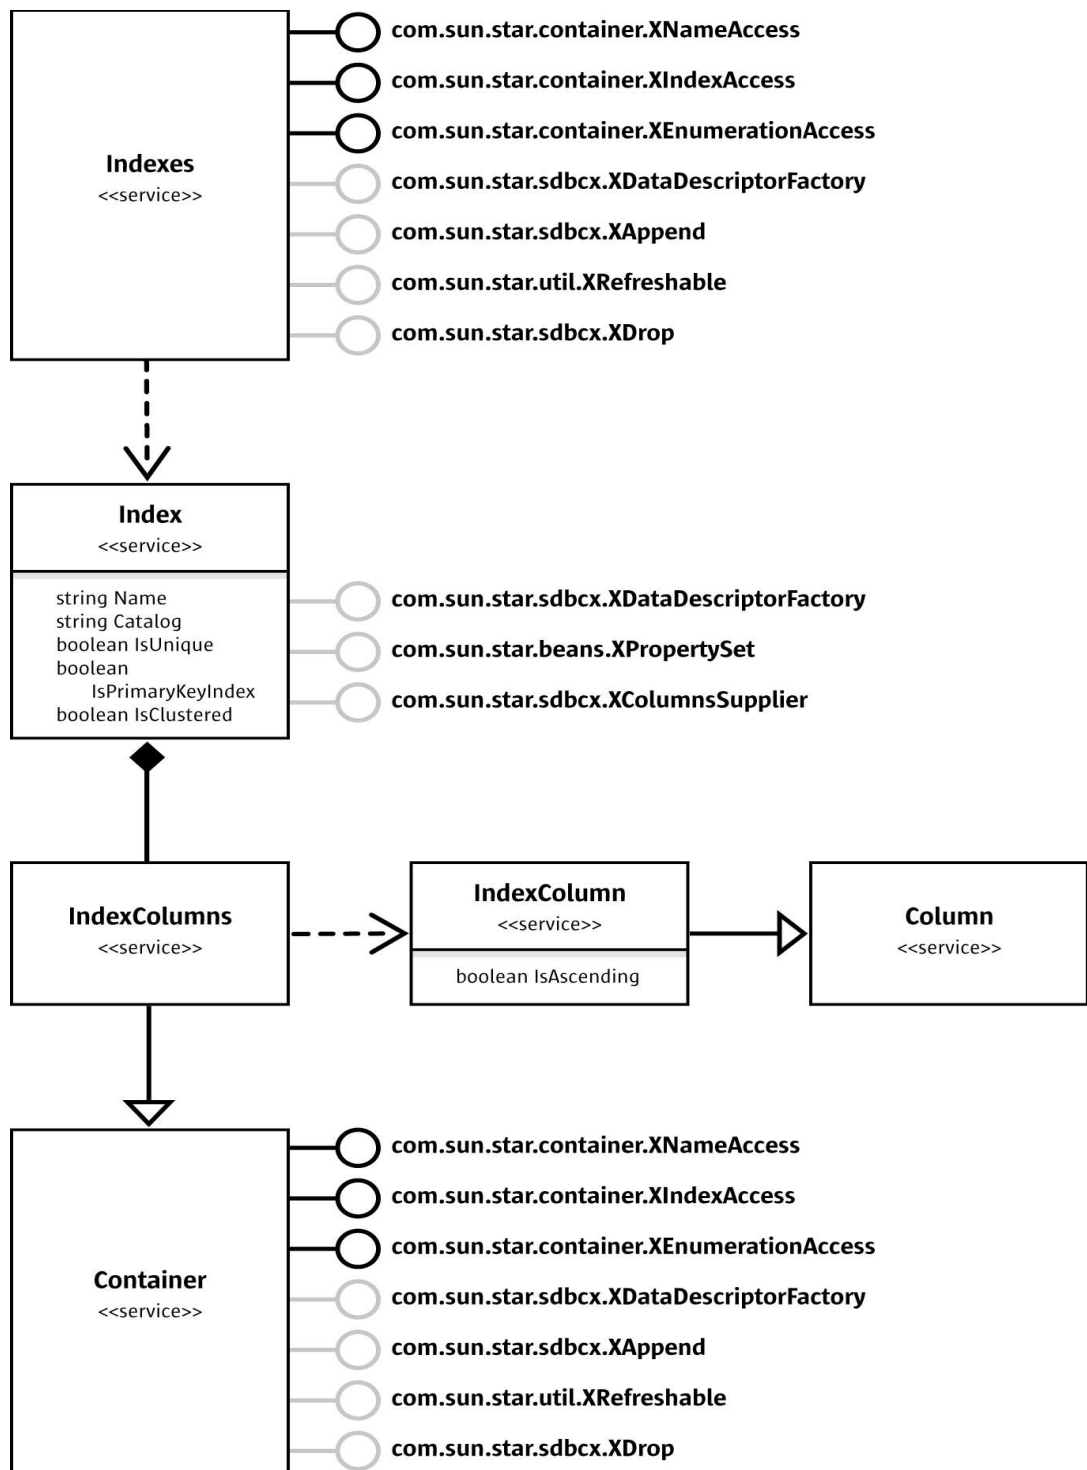 com.sun.star.container.XNameAccess
com.sun.star.container.XIndexAccess
com.sun.star.container.XEnumerationAccess
Indexes
<<service>>
com.sun.star.sdbcx.XDataDescriptorFactory
com.sun.star.sdbcx.XAppend
com.sun.star.util.XRefreshable
com.sun.star.sdbcx.XDrop
Index
<<service>>
string Name
string Catalog
boolean IsUnique
boolean
IsPrimaryKeyIndex
boolean IsClustered
com.sun.star.sdbcx.XDataDescriptorFactory
com.sun.star.beans.XPropertySet
com.sun.star.sdbcx.XColumnsSupplier
IndexColumns
<<service>>
IndexColumn
<<service>>
boolean IsAscending
Column
<<service>>
com.sun.star.container.XNameAccess
com.sun.star.container.XIndexAccess
com.sun.star.container.XEnumerationAccess
Container
<<service>>
com.sun.star.sdbcx.XDataDescriptorFactory
com.sun.star.sdbcx.XAppend
com.sun.star.util.XRefreshable
com.sun.star.sdbcx.XDrop